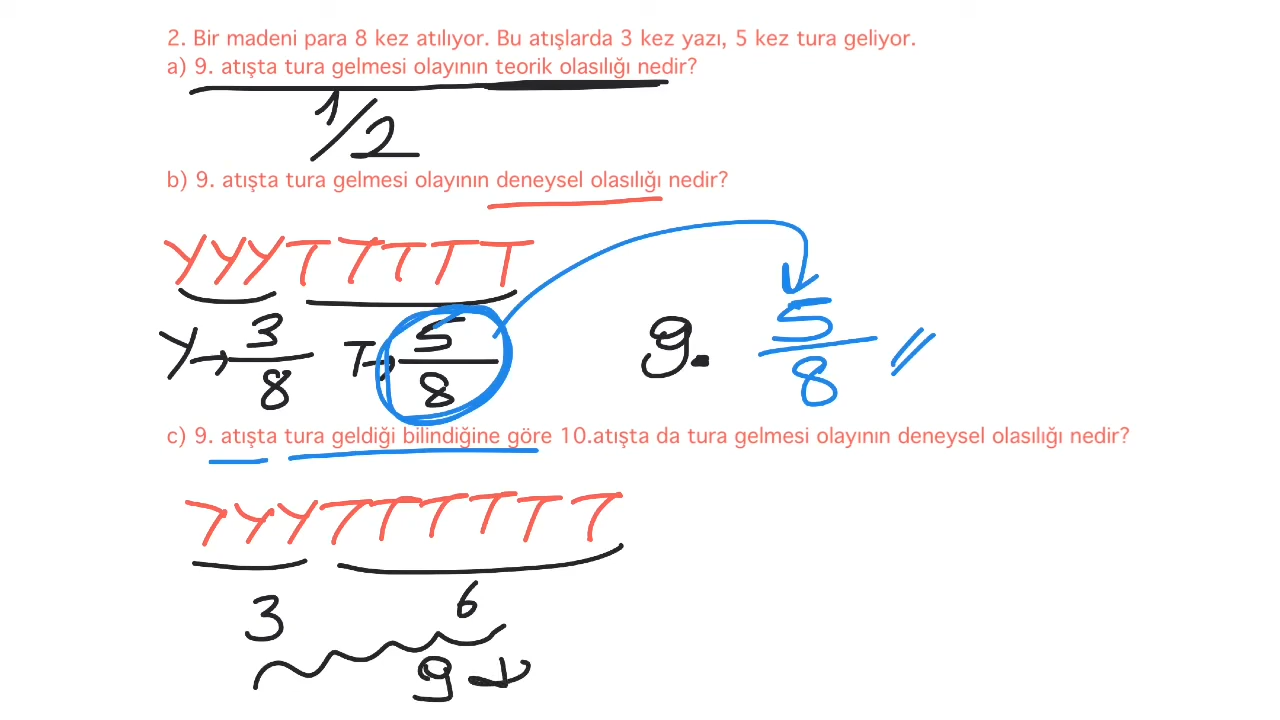 2. Bir madeni para 8 kez atılıyor. Bu atışlarda 3 kez yazı, 5 kez tura geliyor.
a) 9. atışta tura gelmesi olayının teorik olasılığı nedir?
1/2
b) 9. atışta tura gelmesi olayının deneysel olasılığı nedir?
Y Y Y T T T T T
Y → 3/8 T → 5/8 9. 5/8 //
c) 9. atışta tura geldiği bilindiğine göre 10.atışta da tura gelmesi olayının deneysel olasılığı nedir?
Y Y T T T T T T
3 6
9